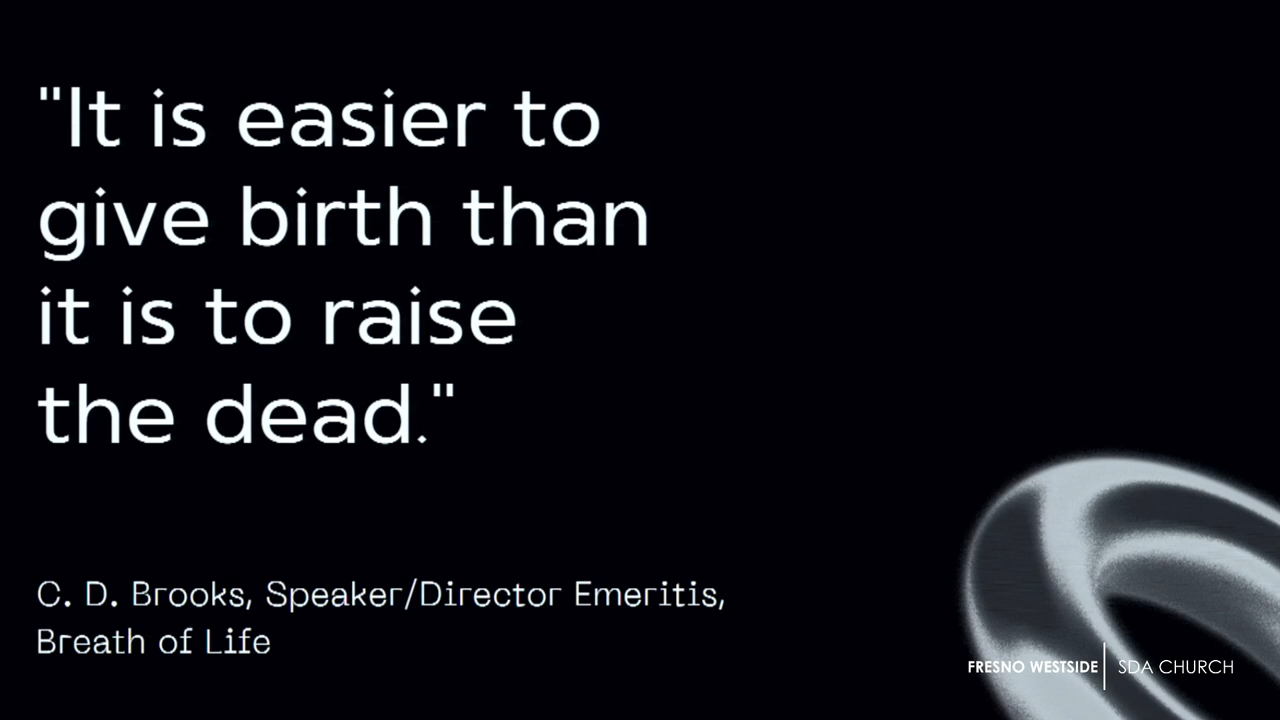 "It is easier to
give birth than
it is to raise
the dead."
C. D. Brooks, Speaker/Director Emeritis,
Breath of Life
FRESNO WESTSIDE | SDA CHURCH